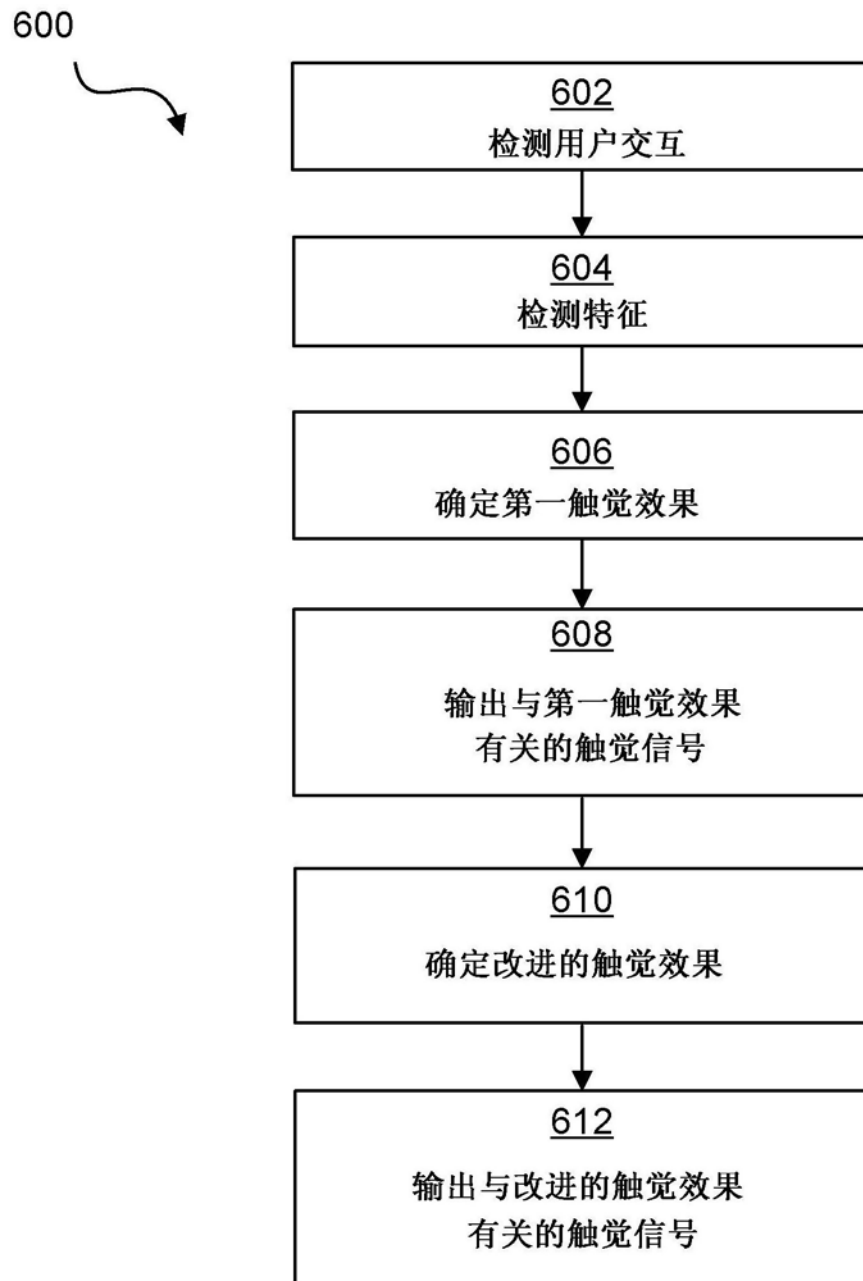 600
602
检测用户交互
604
检测特征
606
确定第一触觉效果
608
输出与第一触觉效果
有关的触觉信号
610
确定改进的触觉效果
612
输出与改进的触觉效果
有关的触觉信号